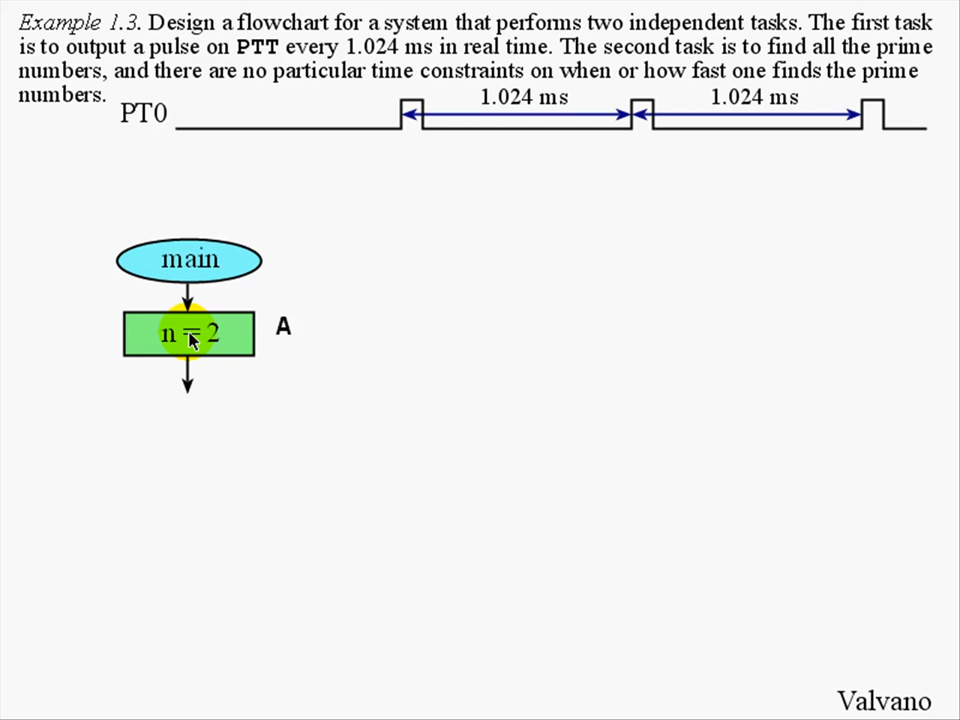 Example 1.3. Design a flowchart for a system that performs two independent tasks. The first task
is to output a pulse on PTT every 1.024 ms in real time. The second task is to find all the prime
numbers, and there are no particular time constraints on when or how fast one finds the prime
numbers.
PT0
1.024 ms
1.024 ms
main
n = 2
A
Valvano